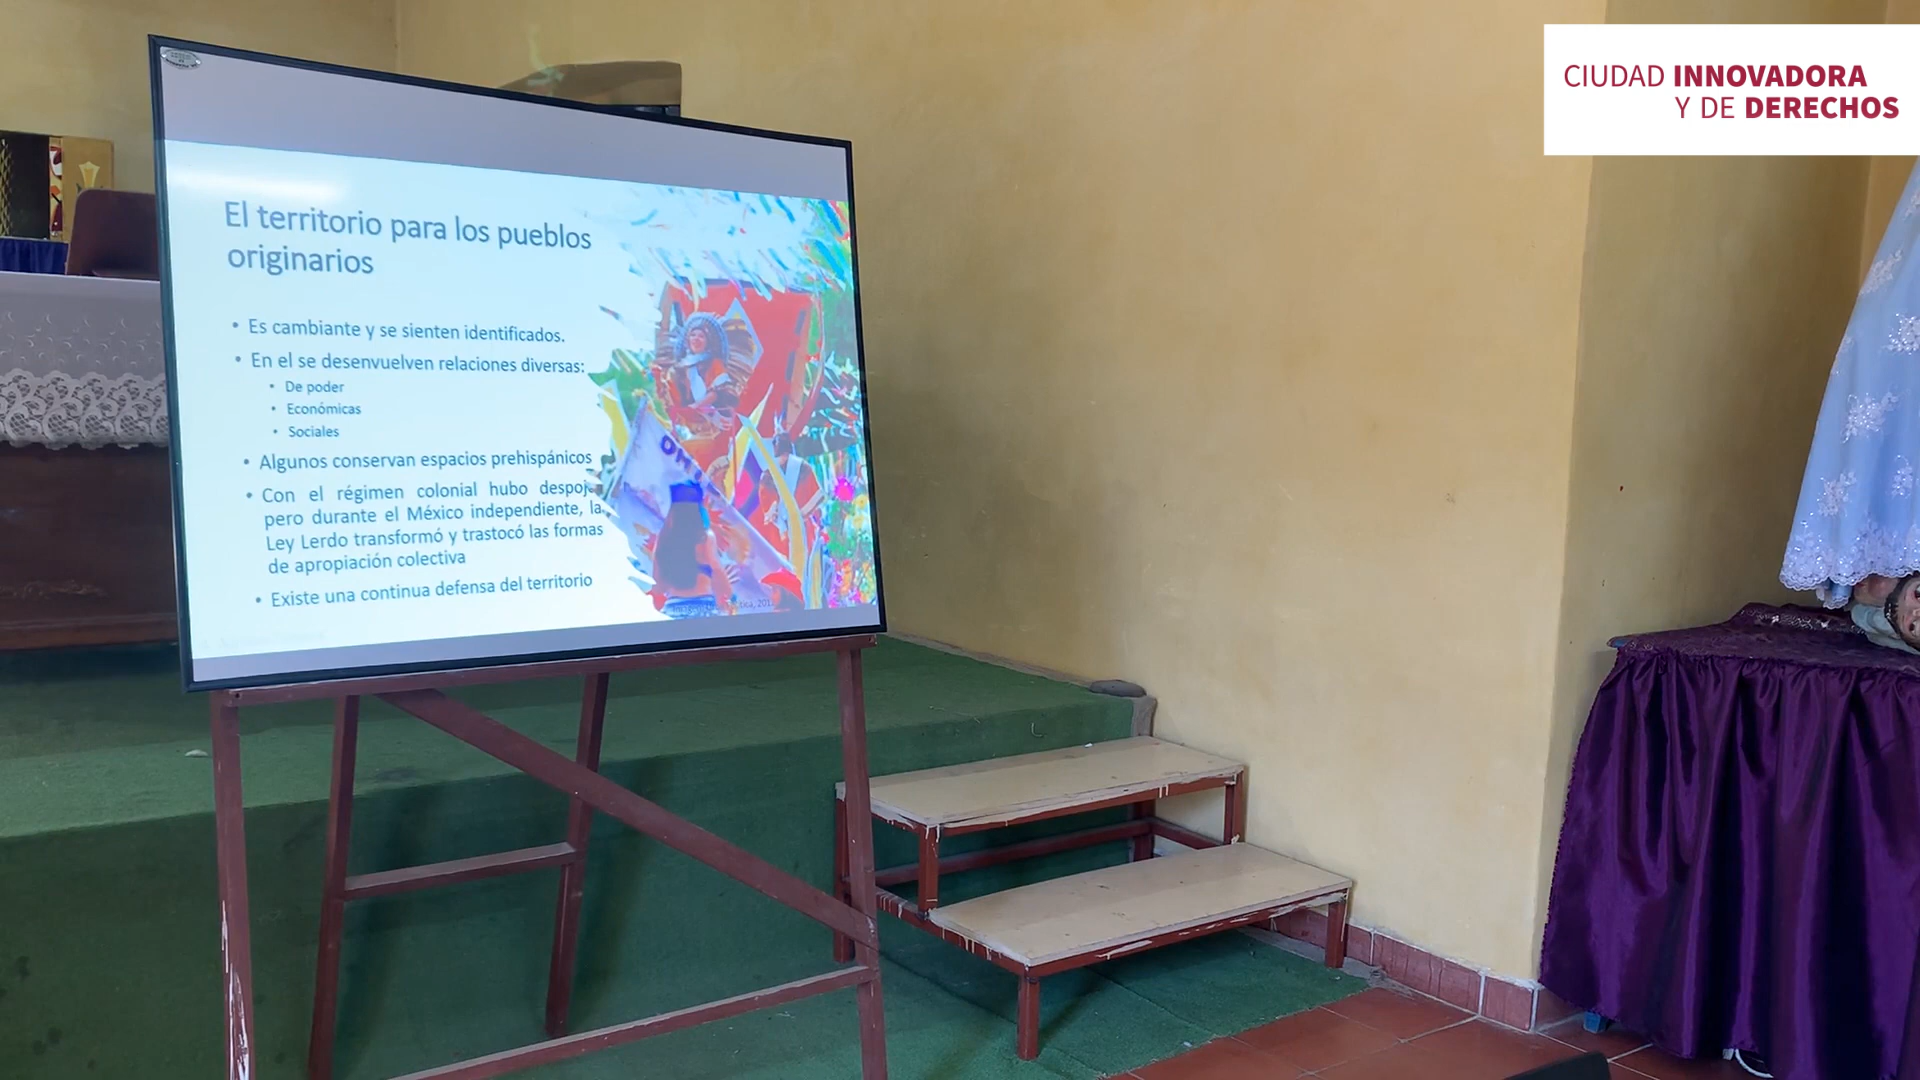 CIUDAD INNOVADORA
Y DE DERECHOS
El territorio para los pueblos
originarios
• Es cambiante y se sienten identificados.
• En el se desenvuelven relaciones diversas:
• De poder
• Económicas
• Sociales
• Algunos conservan espacios prehispánicos
• Con el régimen colonial hubo despoj
pero durante el México independiente, la
Ley Lerdo transformó y trastocó las formas
de apropiación colectiva
• Existe una continua defensa del territorio